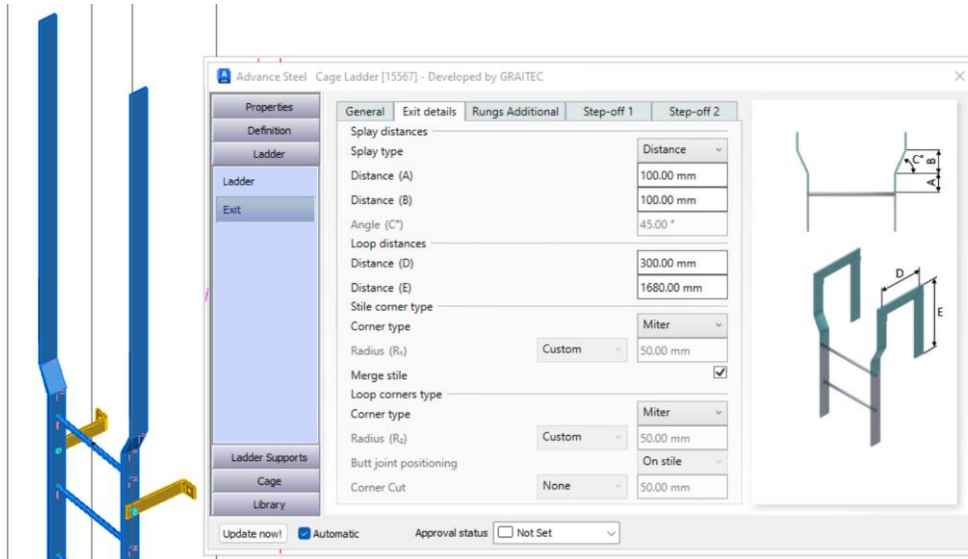 Advance Steel Cage Ladder [15567] - Developed by GRAITEC
Properties
Definition
Ladder
Ladder
Exit
Ladder Supports
Cage
Library
General Exit details Rungs Additional Step-off 1 Step-off 2
Splay distances
Splay type Distance
Distance (A) 100.00 mm
Distance (B) 100.00 mm
Angle (C°) 45.00 °
Loop distances
Distance (D) 300.00 mm
Distance (E) 1680.00 mm
Stile corner type
Corner type Miter
Radius (R₁) Custom 50.00 mm
Merge stile
Loop corners type
Corner type Miter
Radius (R₂) Custom 50.00 mm
Butt joint positioning On stile
Corner Cut None 50.00 mm
C° B
A
D
E
Update now! Automatic Approval status Not Set